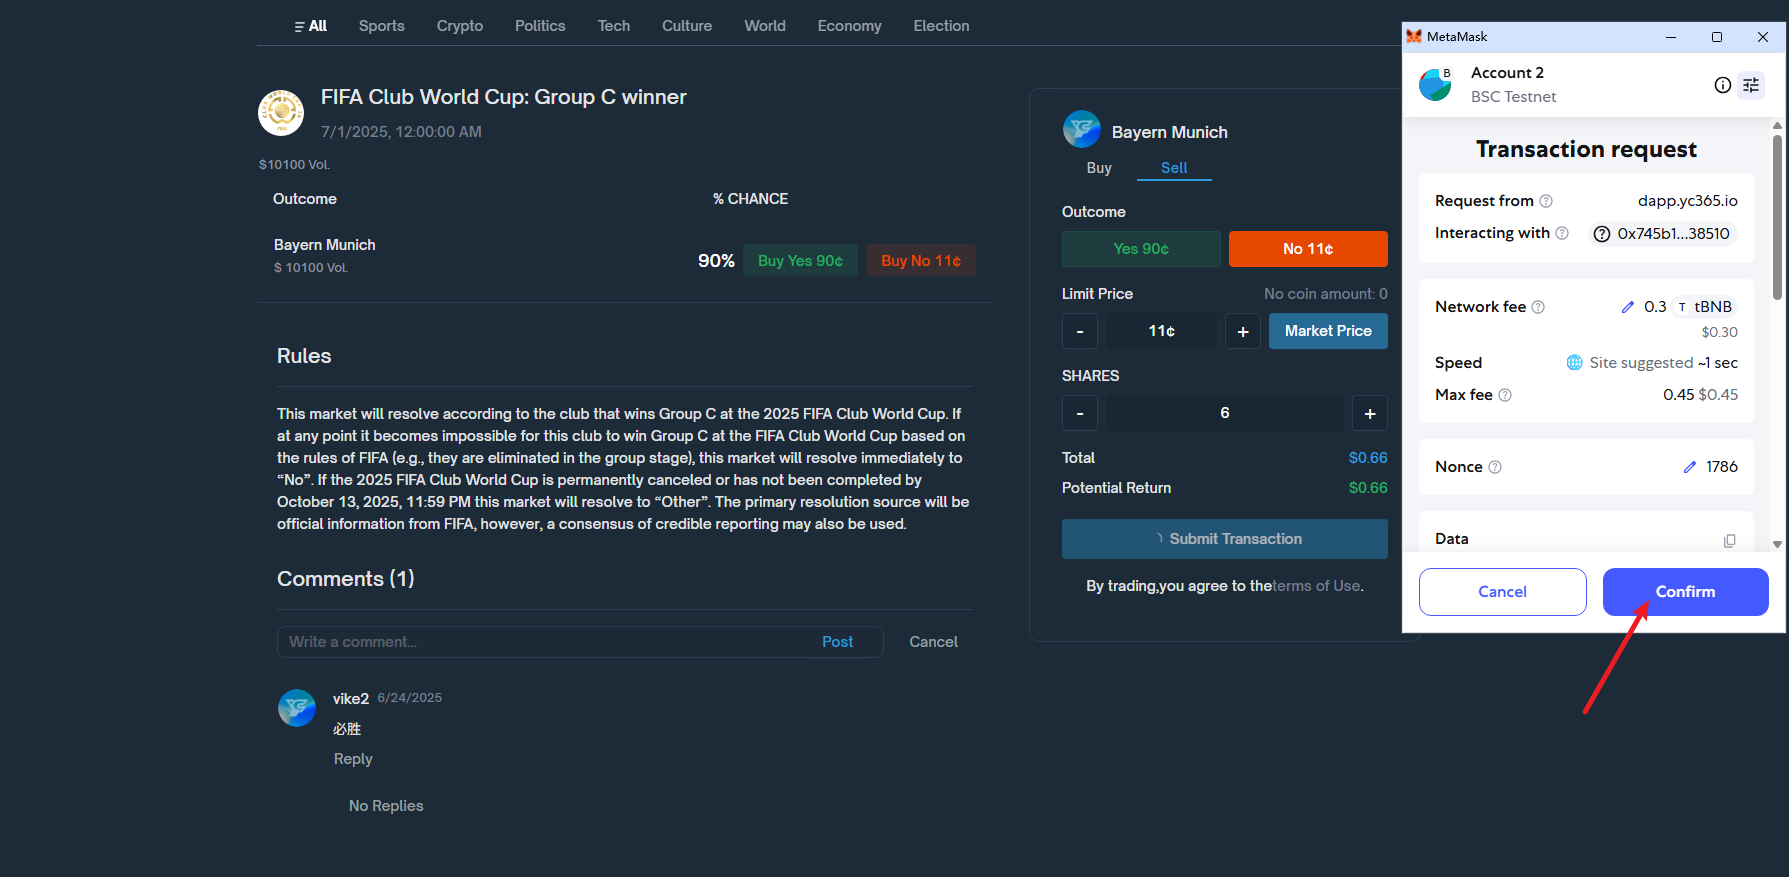 All Sports Crypto Politics Tech Culture World Economy Election
FIFA Club World Cup: Group C winner
7/1/2025, 12:00:00 AM
$10100 Vol.
Outcome % CHANCE
Bayern Munich
$ 10100 Vol.
90% Buy Yes 90¢ Buy No 11¢
Rules
This market will resolve according to the club that wins Group C at the 2025 FIFA Club World Cup. If
at any point it becomes impossible for this club to win Group C at the FIFA Club World Cup based on
the rules of FIFA (e.g., they are eliminated in the group stage), this market will resolve immediately to
“No”. If the 2025 FIFA Club World Cup is permanently canceled or has not been completed by
October 13, 2025, 11:59 PM this market will resolve to “Other”. The primary resolution source will be
official information from FIFA, however, a consensus of credible reporting may also be used.
Comments (1)
Write a comment... Post Cancel
vike2 6/24/2025
必胜
Reply
No Replies
Bayern Munich
Buy Sell
Outcome
Yes 90¢ No 11¢
Limit Price No coin amount: 0
- 11¢ + Market Price
SHARES
- 6 +
Total $0.66
Potential Return $0.66
Submit Transaction
By trading,you agree to theterms of Use.
MetaMask
B
Account 2
BSC Testnet
Transaction request
Request from dapp.yc365.io
Interacting with 0x745b1...38510
Network fee 0.3 T tBNB
$0.30
Speed Site suggested ~1 sec
Max fee 0.45 $0.45
Nonce 1786
Data
Cancel Confirm